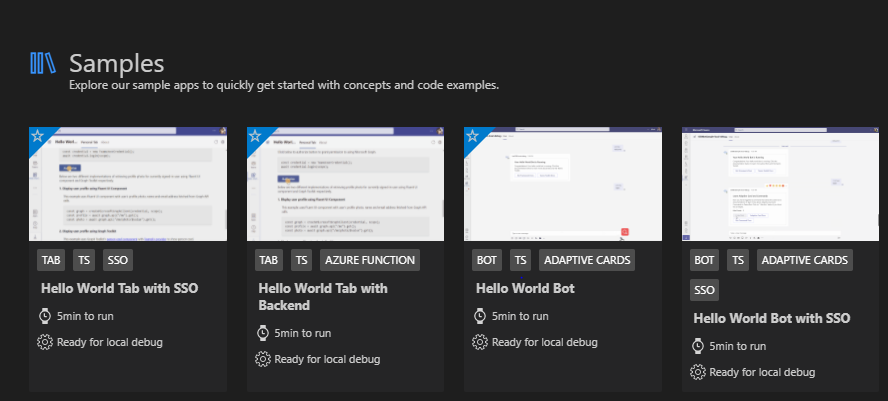 Samples
Explore our sample apps to quickly get started with concepts and code examples.
TAB TS SSO
Hello World Tab with SSO
5min to run
Ready for local debug
TAB TS AZURE FUNCTION
Hello World Tab with
Backend
5min to run
Ready for local debug
BOT TS ADAPTIVE CARDS
Hello World Bot
5min to run
Ready for local debug
BOT TS ADAPTIVE CARDS
SSO
Hello World Bot with SSO
5min to run
Ready for local debug